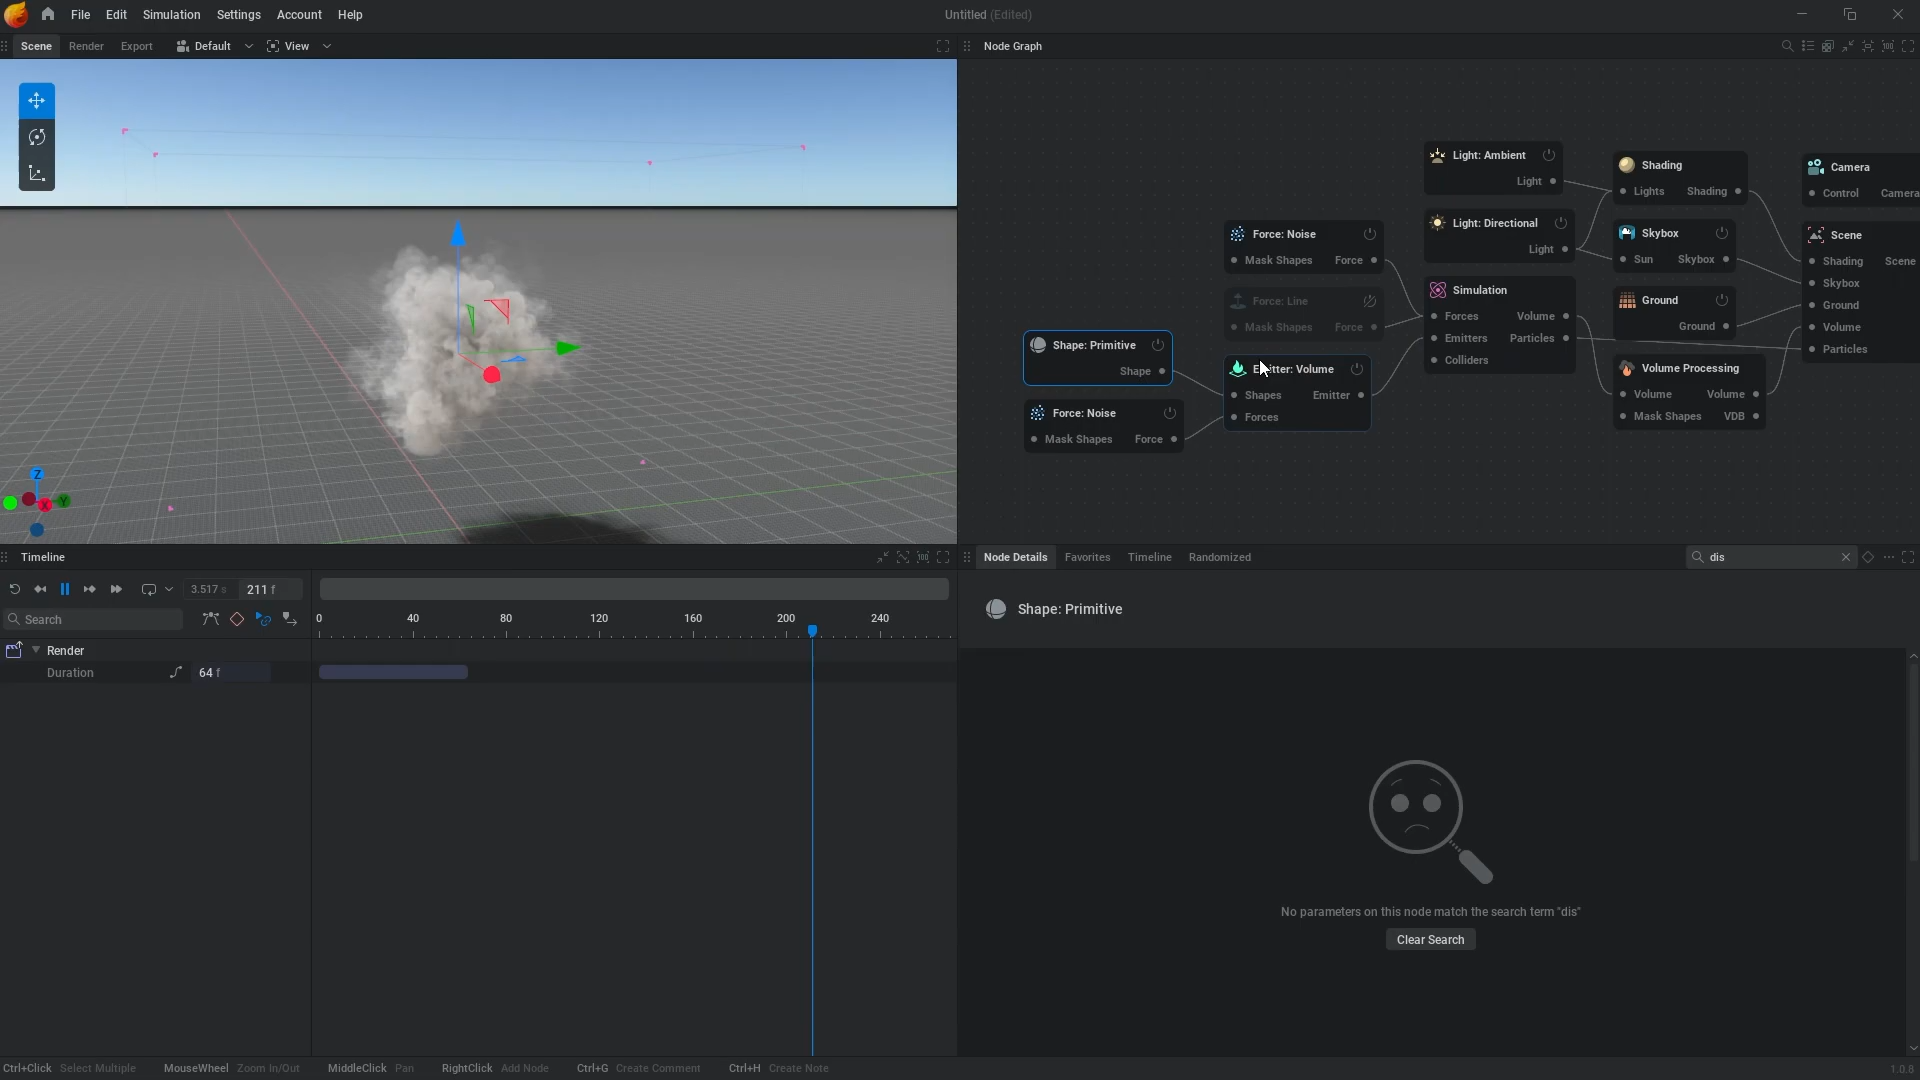 File Edit Simulation Settings Account Help
Untitled (Edited)
Scene Render Export Default View
Node Graph
Light: Ambient
Light
Light: Directional
Light
Shading
Lights Shading
Skybox
Sun Skybox
Ground
Ground
Camera
Control Camera
Scene
Shading Scene
Skybox
Ground
Volume
Particles
Force: Noise
Mask Shapes Force
Force: Line
Mask Shapes Force
Simulation
Forces Volume
Emitters Particles
Colliders
Shape: Primitive
Shape
Force: Noise
Mask Shapes Force
Emitter: Volume
Shapes Emitter
Forces
Volume Processing
Volume Volume
Mask Shapes VDB
Z
Y
X
Timeline
3.517 s 211 f
Search
0 40 80 120 160 200 240
Render
Duration 64 f
Node Details Favorites Timeline Randomized
dis
Shape: Primitive
No parameters on this node match the search term "dis"
Clear Search
Ctrl+Click Select Multiple MouseWheel Zoom In/Out MiddleClick Pan RightClick Add Node Ctrl+G Create Comment Ctrl+H Create Note
1.0.8